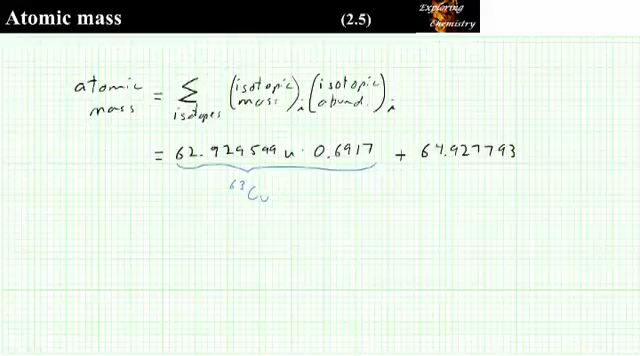 Atomic mass (2.5) Exploring Chemistry
atomic mass = Σ isotopes (isotopic mass)i (isotopic abund.)i
= 62.929599 u · 0.6917 + 64.927793
63Cu